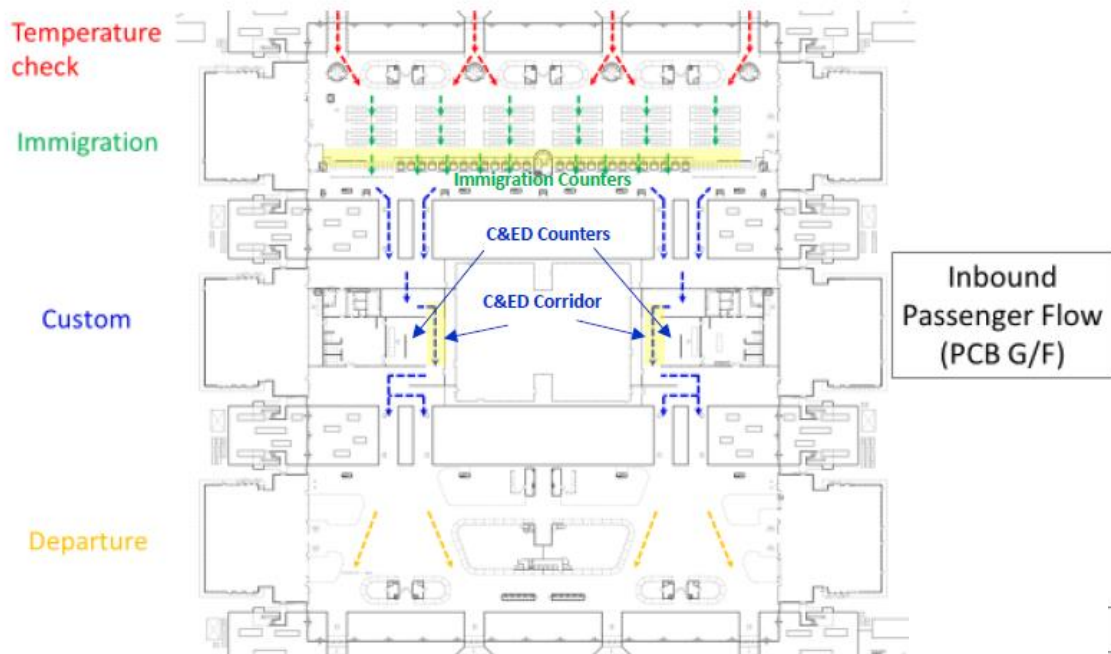 Temperature
check
Immigration
Immigration Counters
C&ED Counters
C&ED Corridor
Custom
Inbound
Passenger Flow
(PCB G/F)
Departure